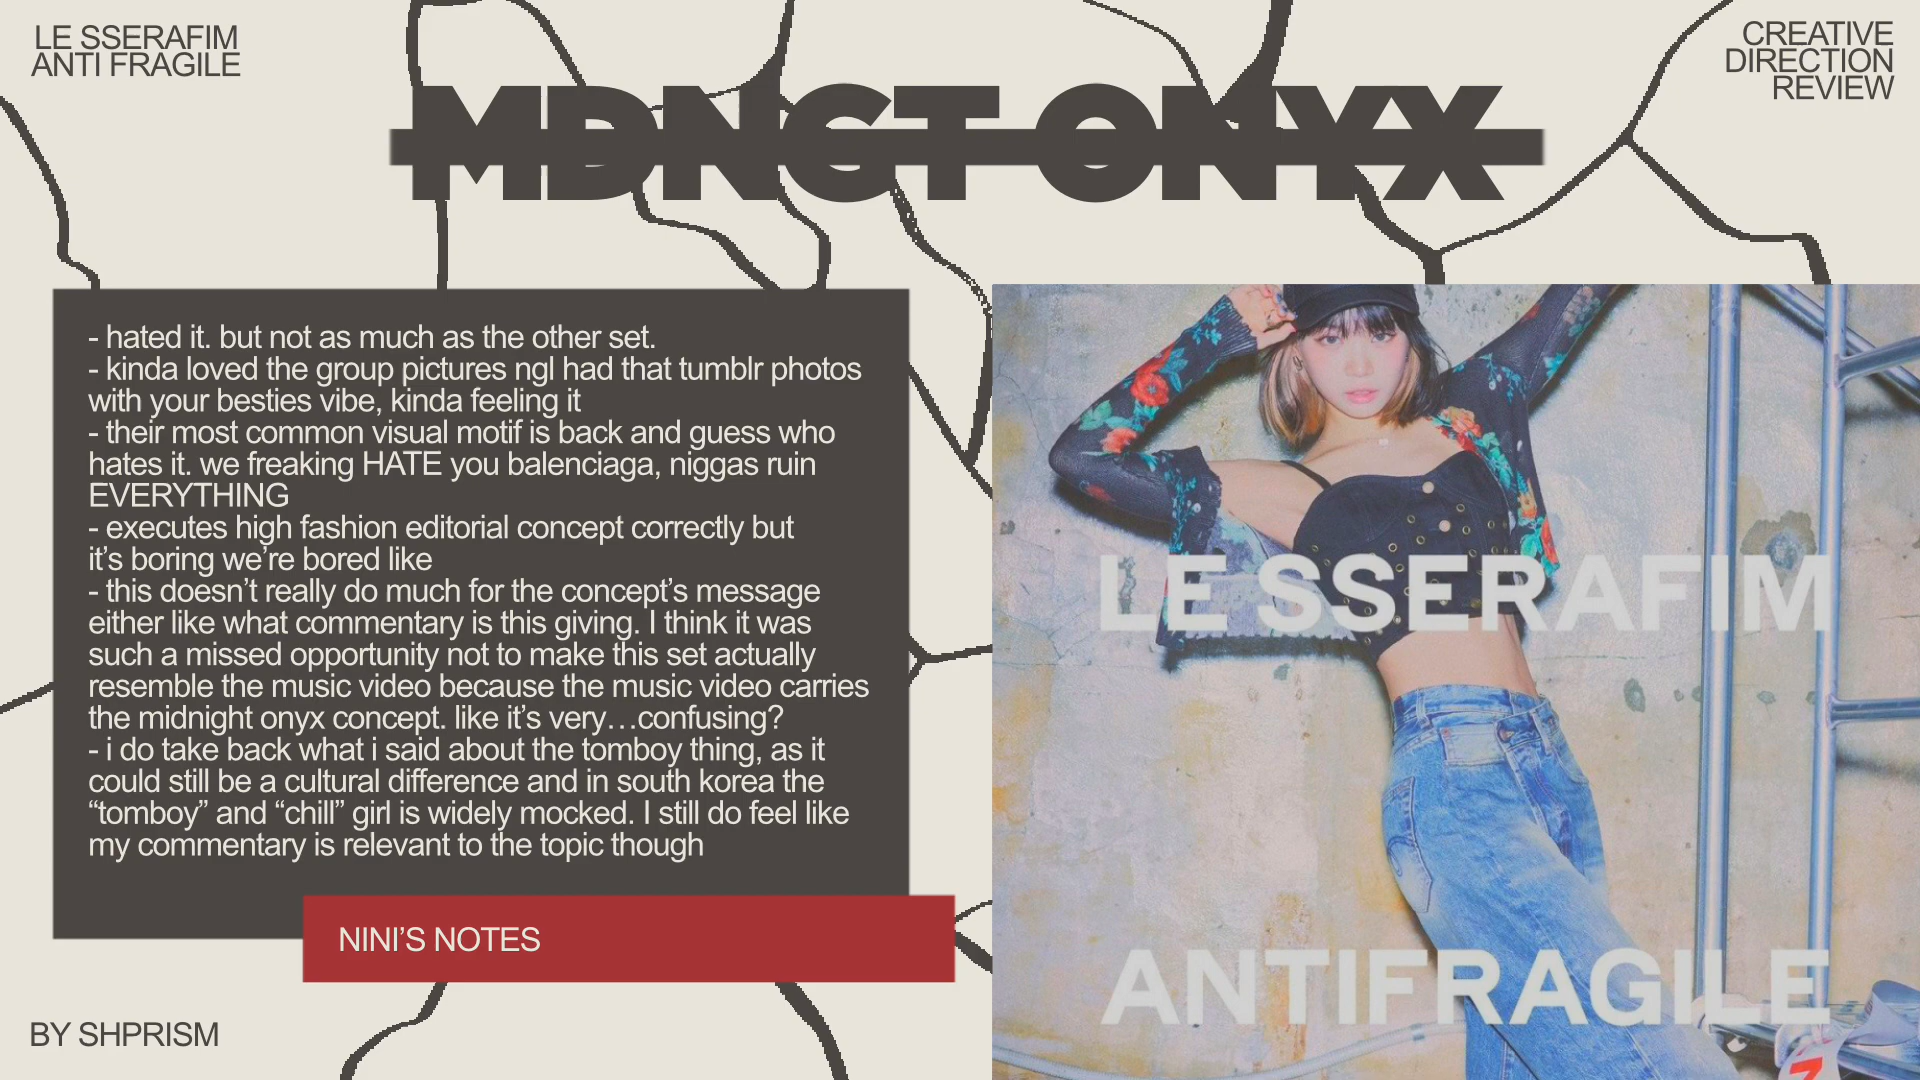 LE SSERAFIM
ANTI FRAGILE
CREATIVE
DIRECTION
REVIEW
MDNGT ONYX
- hated it. but not as much as the other set.
- kinda loved the group pictures ngl had that tumblr photos
with your besties vibe, kinda feeling it
- their most common visual motif is back and guess who
hates it. we freaking HATE you balenciaga, niggas ruin
EVERYTHING
- executes high fashion editorial concept correctly but
it’s boring we’re bored like
- this doesn’t really do much for the concept’s message
either like what commentary is this giving. I think it was
such a missed opportunity not to make this set actually
resemble the music video because the music video carries
the midnight onyx concept. like it’s very…confusing?
- i do take back what i said about the tomboy thing, as it
could still be a cultural difference and in south korea the
“tomboy” and “chill” girl is widely mocked. I still do feel like
my commentary is relevant to the topic though
NINI’S NOTES
BY SHPRISM
LE SSERAFIM
ANTIFRAGILE